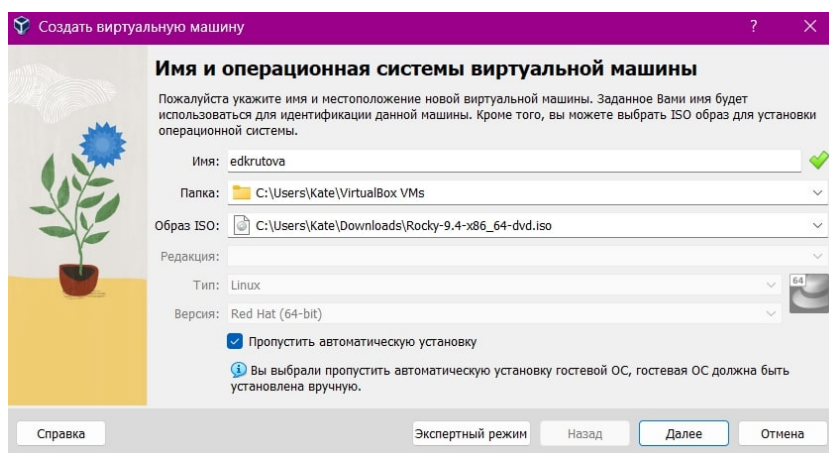 Создать виртуальную машину
?
Имя и операционная системы виртуальной машины
Пожалуйста укажите имя и местоположение новой виртуальной машины. Заданное Вами имя будет
использоваться для идентификации данной машины. Кроме того, вы можете выбрать ISO образ для установки
операционной системы.
Имя: edkrutova
Папка: C:\Users\Kate\VirtualBox VMs
Образ ISO: C:\Users\Kate\Downloads\Rocky-9.4-x86_64-dvd.iso
Редакция:
Тип: Linux
64
Версия: Red Hat (64-bit)
Пропустить автоматическую установку
Вы выбрали пропустить автоматическую установку гостевой ОС, гостевая ОС должна быть
установлена вручную.
Справка Экспертный режим Назад Далее Отмена